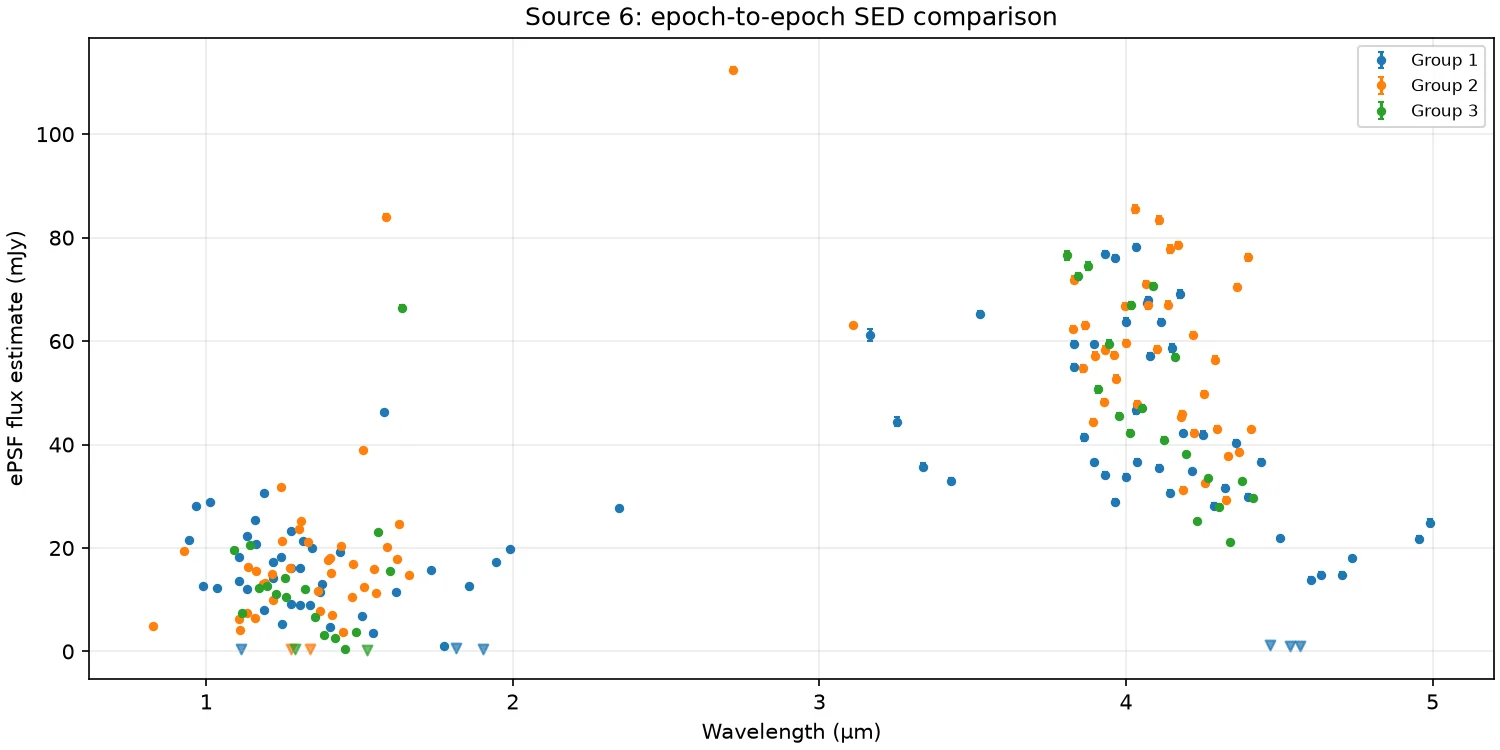 Source 6: epoch-to-epoch SED comparison
ePSF flux estimate (mJy)
100
80
60
40
20
0
Group 1
Group 2
Group 3
1 2 3 4 5
Wavelength (μm)